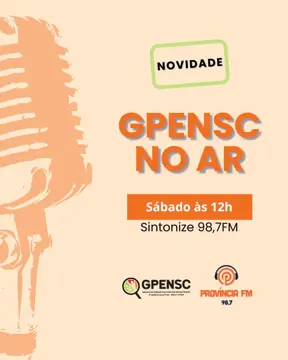 NOVIDADE
GPENSC
NO AR
Sábado às 12h
Sintonize 98,7FM
GPENSC
PROVÍNCIA FM
98.7